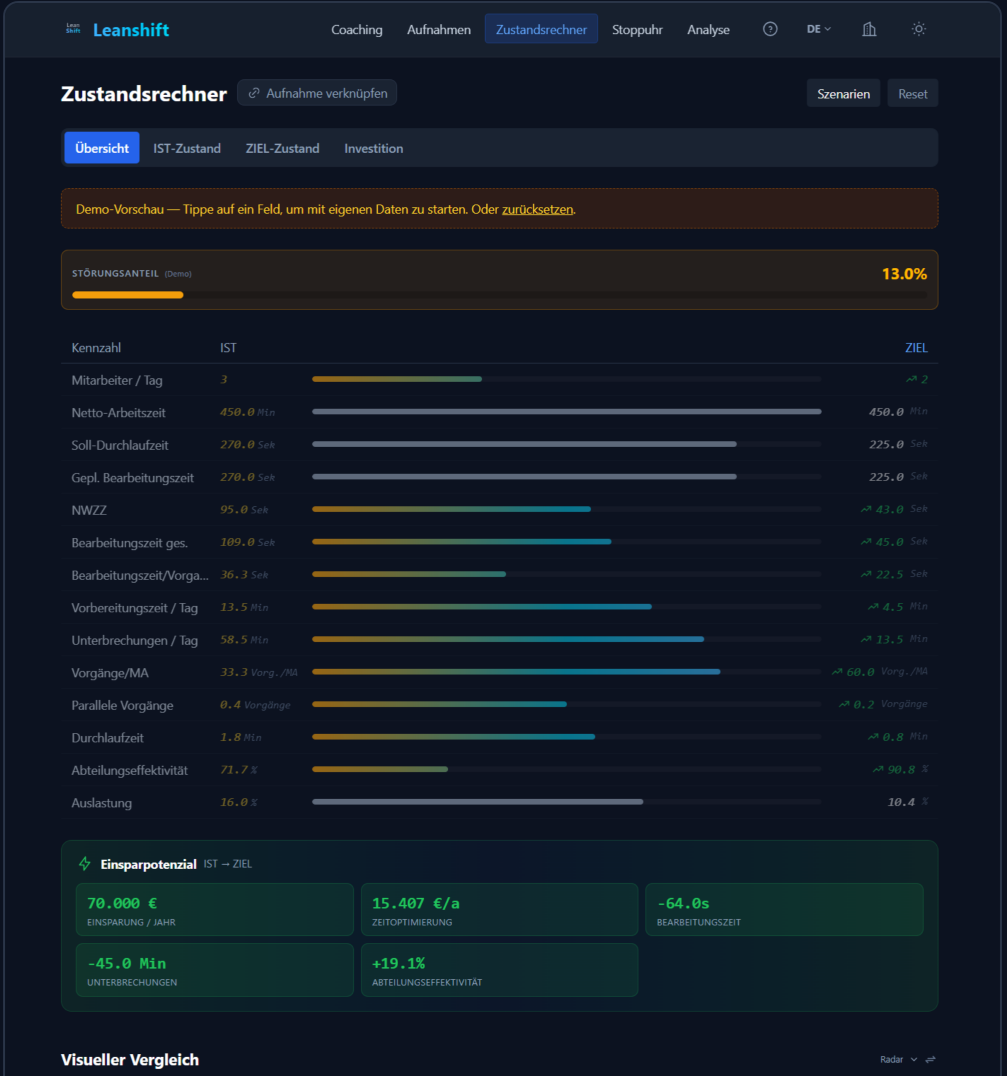 Lean
Shift
Leanshift
Coaching Aufnahmen Zustandsrechner Stoppuhr Analyse ? DE
Zustandsrechner Aufnahme verknüpfen Szenarien Reset
Übersicht IST-Zustand ZIEL-Zustand Investition
Demo-Vorschau — Tippe auf ein Feld, um mit eigenen Daten zu starten. Oder zurücksetzen.
STÖRUNGSANTEIL (Demo) 13.0%
Kennzahl IST ZIEL
Mitarbeiter / Tag 3 2
Netto-Arbeitszeit 450.0 Min 450.0 Min
Soll-Durchlaufzeit 270.0 Sek 225.0 Sek
Gepl. Bearbeitungszeit 270.0 Sek 225.0 Sek
NWZZ 95.0 Sek 43.0 Sek
Bearbeitungszeit ges. 109.0 Sek 45.0 Sek
Bearbeitungszeit/Vorga... 36.3 Sek 22.5 Sek
Vorbereitungszeit / Tag 13.5 Min 4.5 Min
Unterbrechungen / Tag 58.5 Min 13.5 Min
Vorgänge/MA 33.3 Vorg./MA 60.0 Vorg./MA
Parallele Vorgänge 0.4 Vorgänge 0.2 Vorgänge
Durchlaufzeit 1.8 Min 0.8 Min
Abteilungseffektivität 71.7 % 90.8 %
Auslastung 16.0 % 10.4 %
Einsparpotenzial IST → ZIEL
70.000 € 15.407 €/a -64.0s
EINSPARUNG / JAHR ZEITOPTIMIERUNG BEARBEITUNGSZEIT
-45.0 Min +19.1%
UNTERBRECHUNGEN ABTEILUNGSEFFEKTIVITÄT
Visueller Vergleich Radar